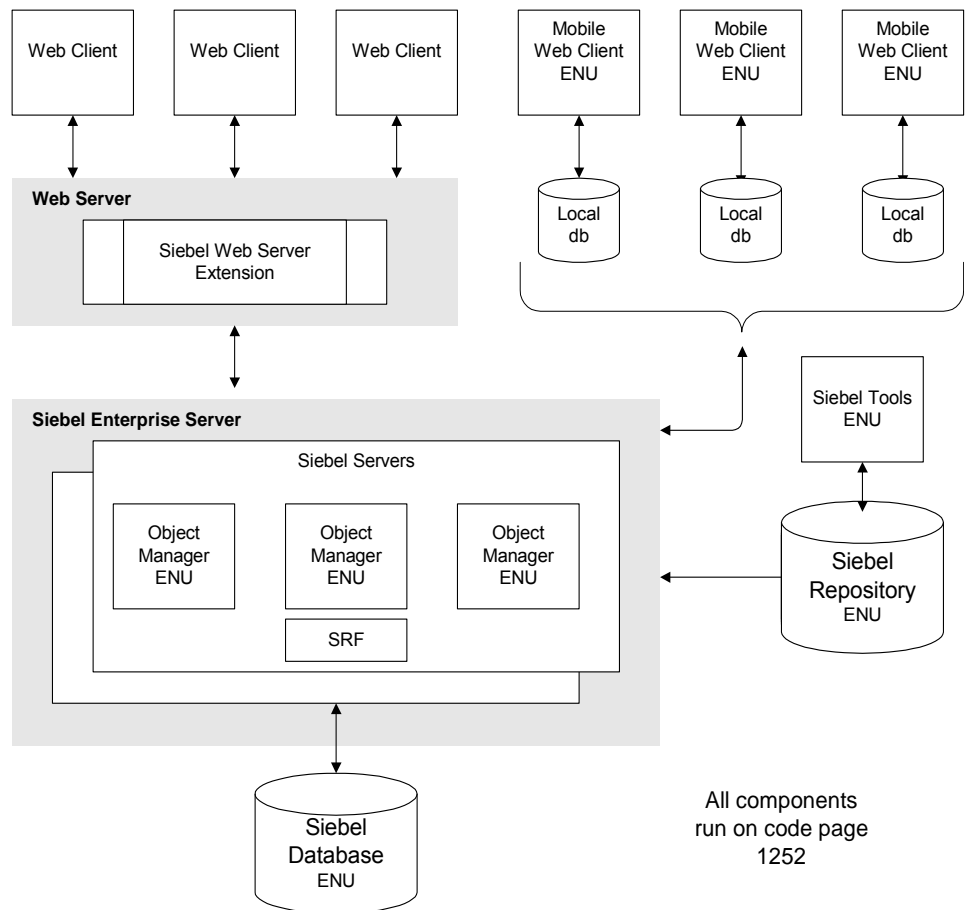 Web Client
Web Client
Web Client
Mobile
Web Client
ENU
Mobile
Web Client
ENU
Mobile
Web Client
ENU
Web Server
Siebel Web Server
Extension
Local
db
Local
db
Local
db
Siebel Tools
ENU
Siebel Enterprise Server
Siebel Servers
Object
Manager
ENU
Object
Manager
ENU
Object
Manager
ENU
SRF
Siebel
Repository
ENU
Siebel
Database
ENU
All components
run on code page
1252